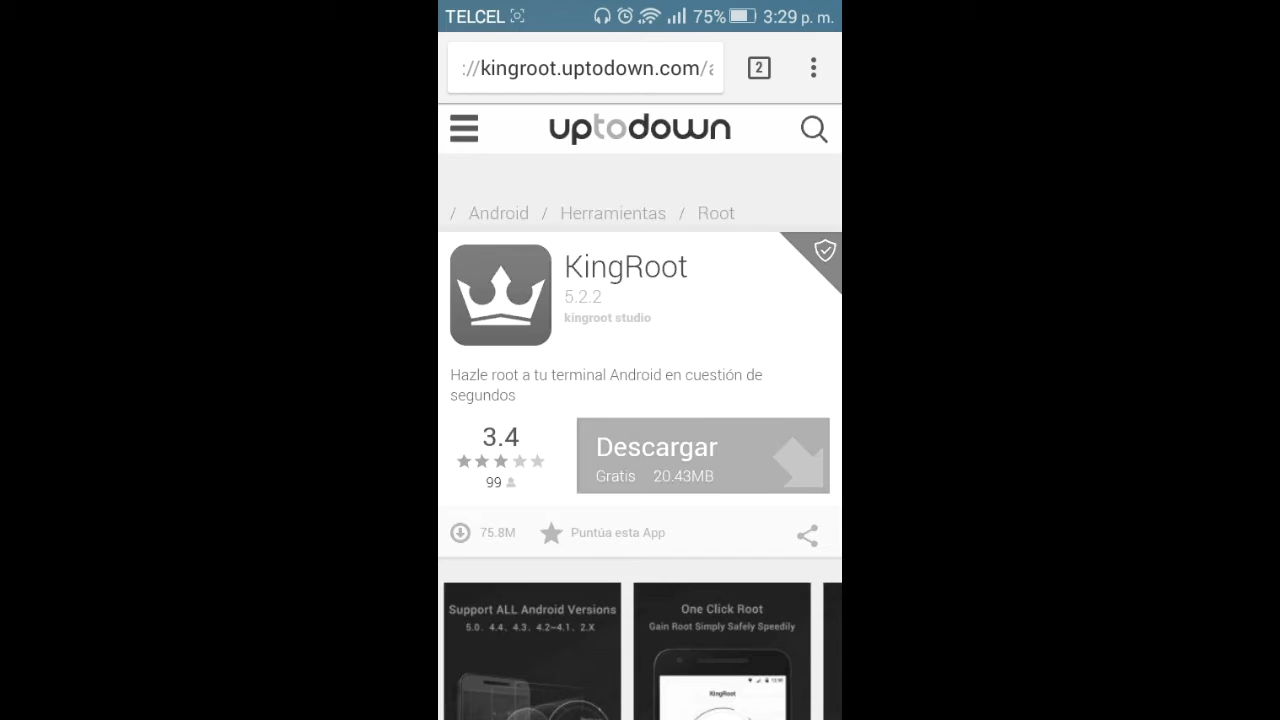 TELCEL 75% 3:29 p. m.
://kingroot.uptodown.com/a 2
uptodown
/ Android / Herramientas / Root
KingRoot
5.2.2
kingroot studio
Hazle root a tu terminal Android en cuestión de
segundos
3.4
99
Descargar
Gratis 20.43MB
75.8M Puntúa esta App
Support ALL Android Versions
5.0、4.4、4.3、4.2~4.1、2.X
One Click Root
Gain Root Simply Safely Speedily
KingRoot